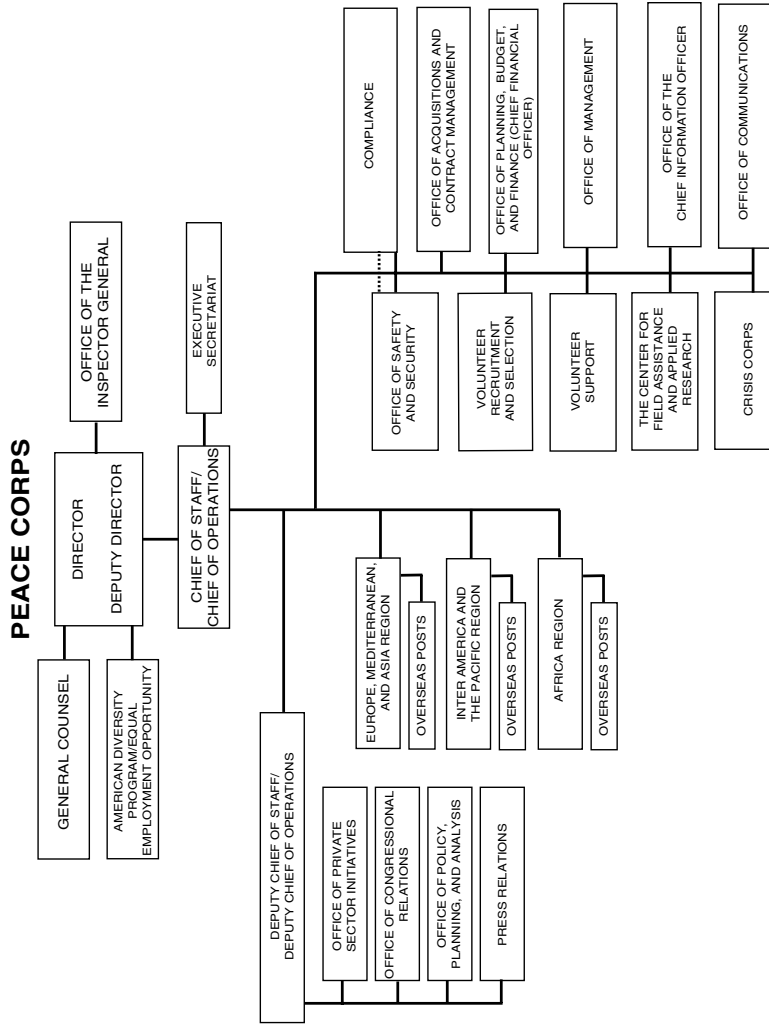 PEACE CORPS
DIRECTOR
DEPUTY DIRECTOR
GENERAL COUNSEL
AMERICAN DIVERSITY
PROGRAM/EQUAL
EMPLOYMENT OPPORTUNITY
OFFICE OF THE
INSPECTOR GENERAL
CHIEF OF STAFF/
CHIEF OF OPERATIONS
EXECUTIVE
SECRETARIAT
DEPUTY CHIEF OF STAFF/
DEPUTY CHIEF OF OPERATIONS
OFFICE OF PRIVATE
SECTOR INITIATIVES
OFFICE OF CONGRESSIONAL
RELATIONS
OFFICE OF POLICY,
PLANNING, AND ANALYSIS
PRESS RELATIONS
EUROPE, MEDITERRANEAN,
AND ASIA REGION
OVERSEAS POSTS
INTER AMERICA AND
THE PACIFIC REGION
OVERSEAS POSTS
AFRICA REGION
OVERSEAS POSTS
OFFICE OF SAFETY
AND SECURITY
COMPLIANCE
VOLUNTEER
RECRUITMENT
AND SELECTION
OFFICE OF ACQUISITIONS AND
CONTRACT MANAGEMENT
OFFICE OF PLANNING, BUDGET,
AND FINANCE (CHIEF FINANCIAL
OFFICER)
VOLUNTEER
SUPPORT
OFFICE OF MANAGEMENT
THE CENTER FOR
FIELD ASSISTANCE
AND APPLIED
RESEARCH
OFFICE OF THE
CHIEF INFORMATION OFFICER
CRISIS CORPS
OFFICE OF COMMUNICATIONS